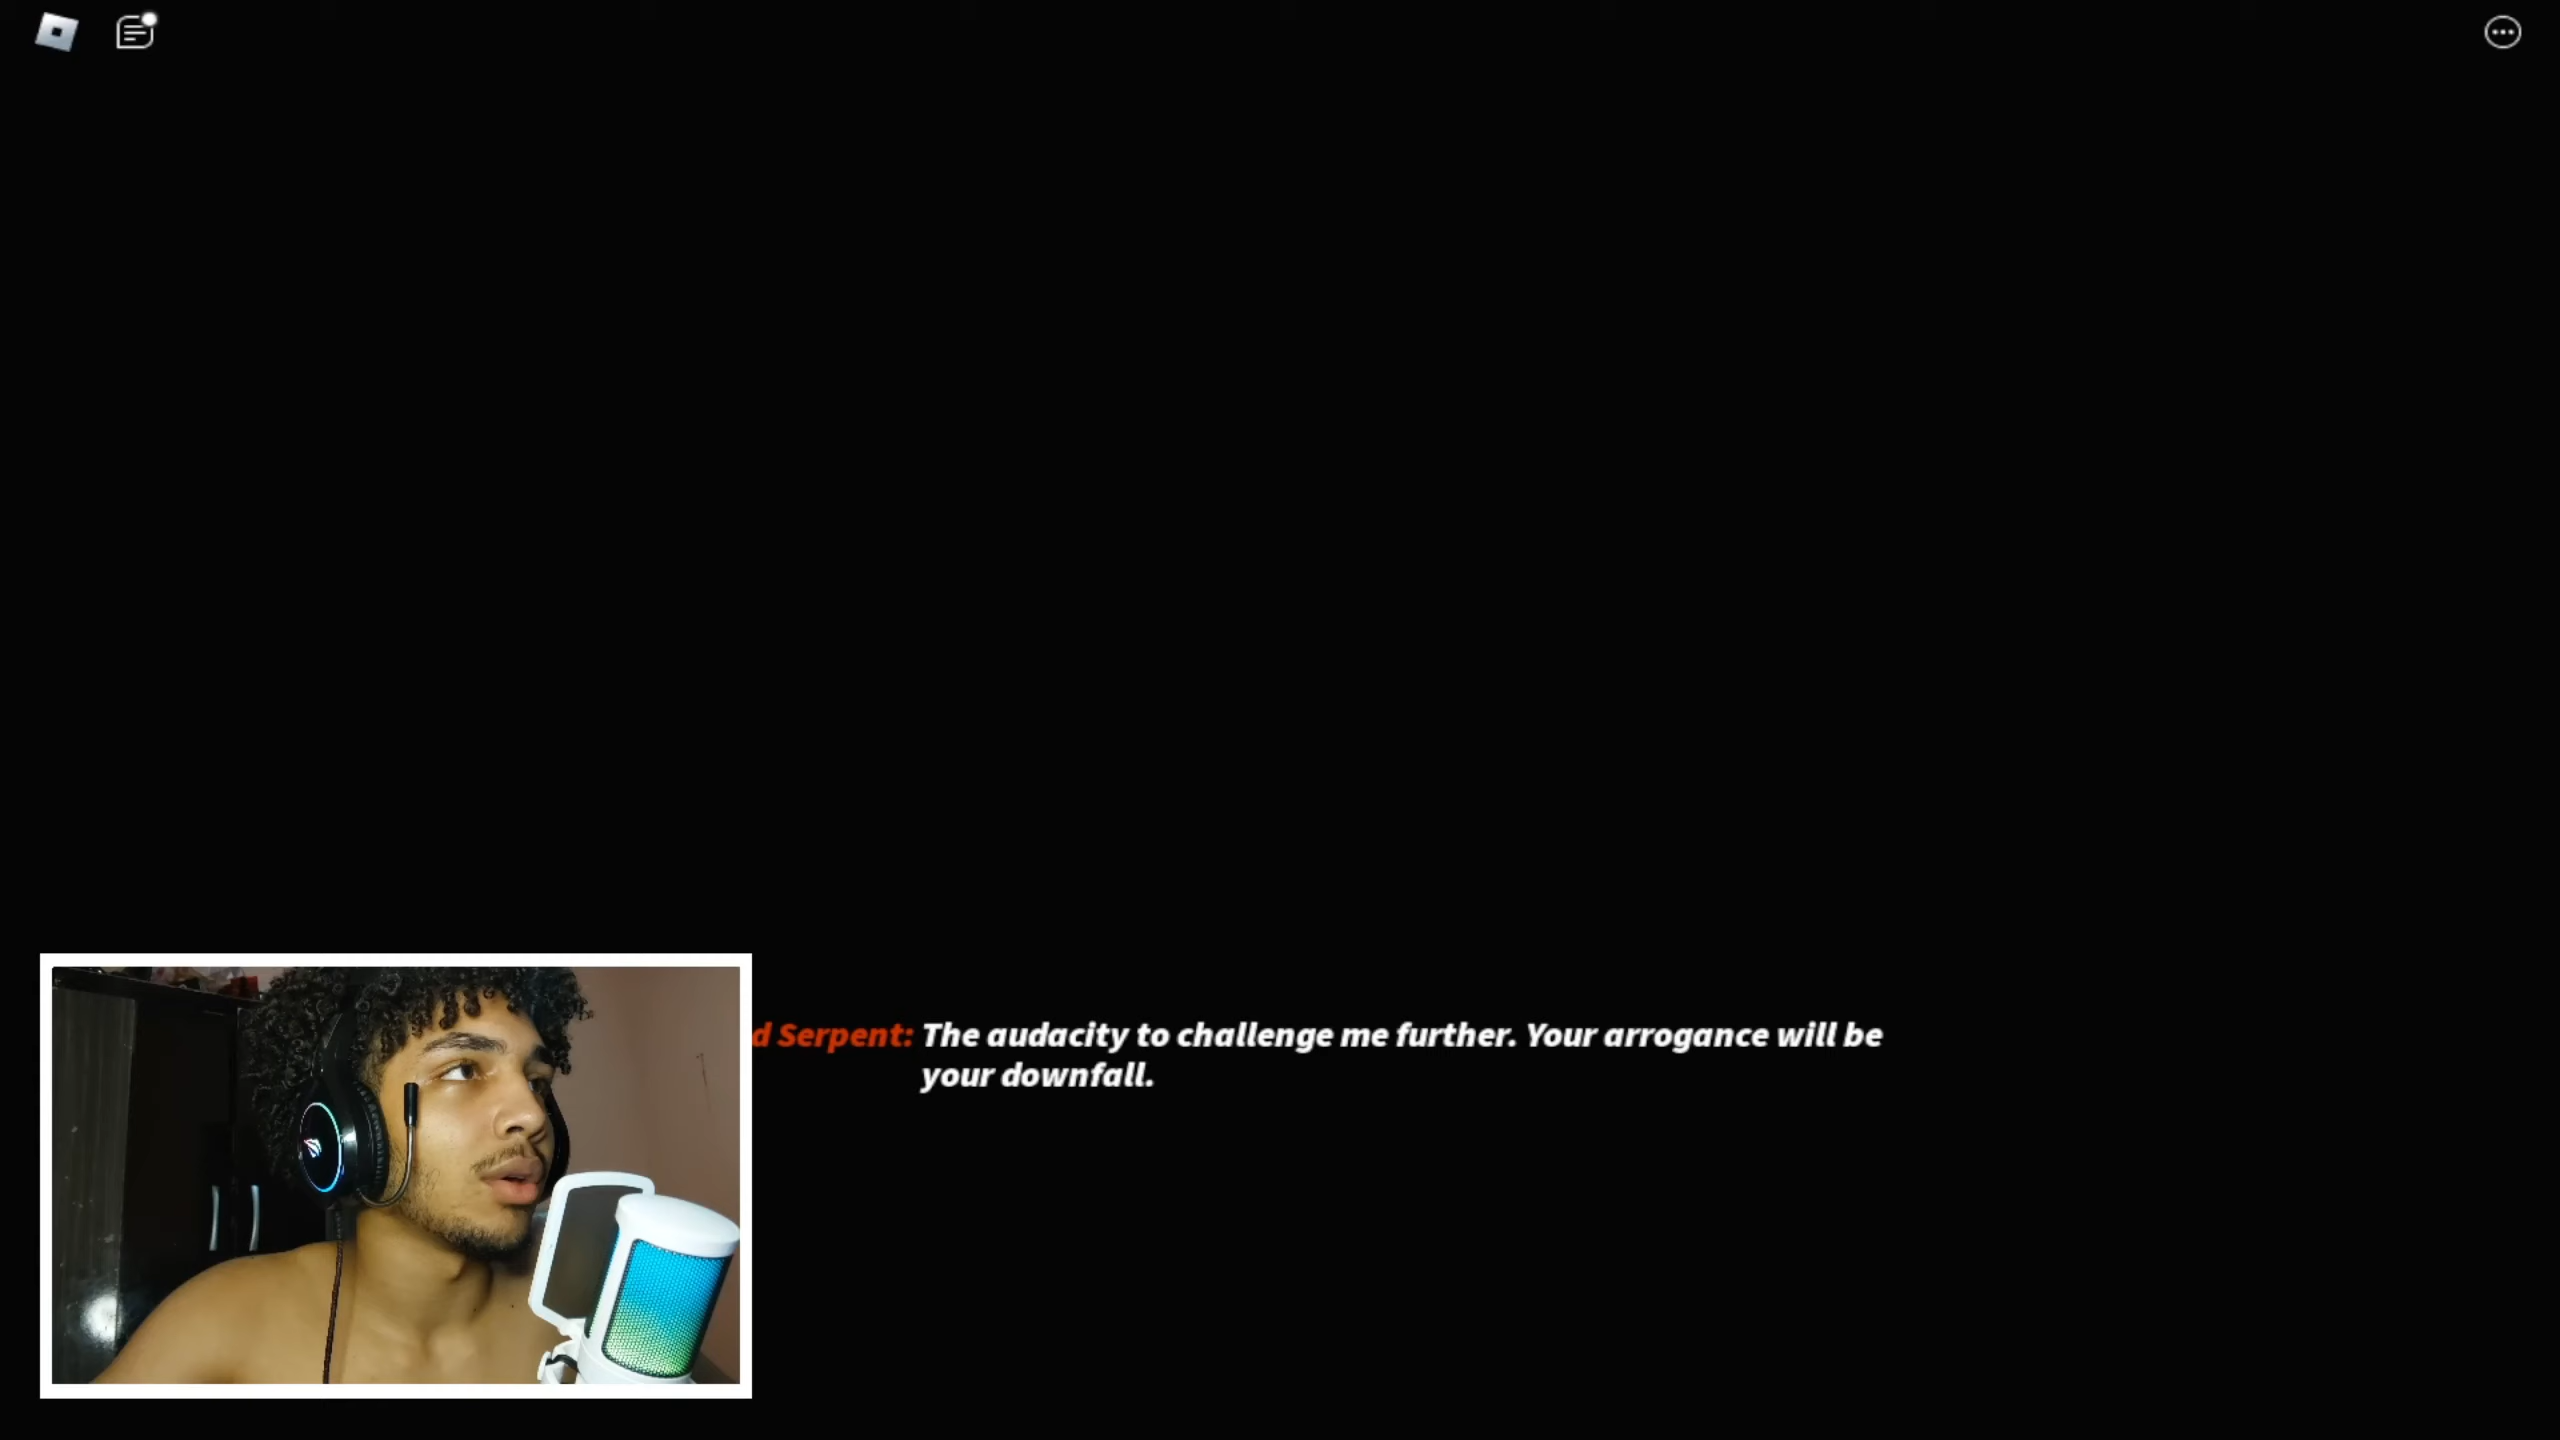 Serpent: The audacity to challenge me further. Your arrogance will be
your downfall.